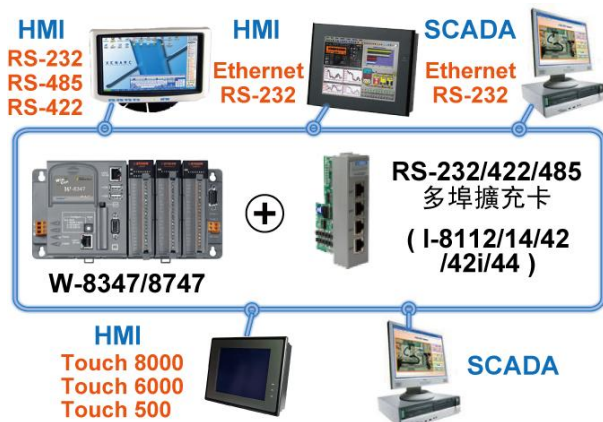 HMI
RS-232
RS-485
RS-422
HMI
Ethernet
RS-232
SCADA
Ethernet
RS-232
W-8347/8747
RS-232/422/485
多埠擴充卡
( I-8112/14/42
/42i/44 )
HMI
Touch 8000
Touch 6000
Touch 500
SCADA